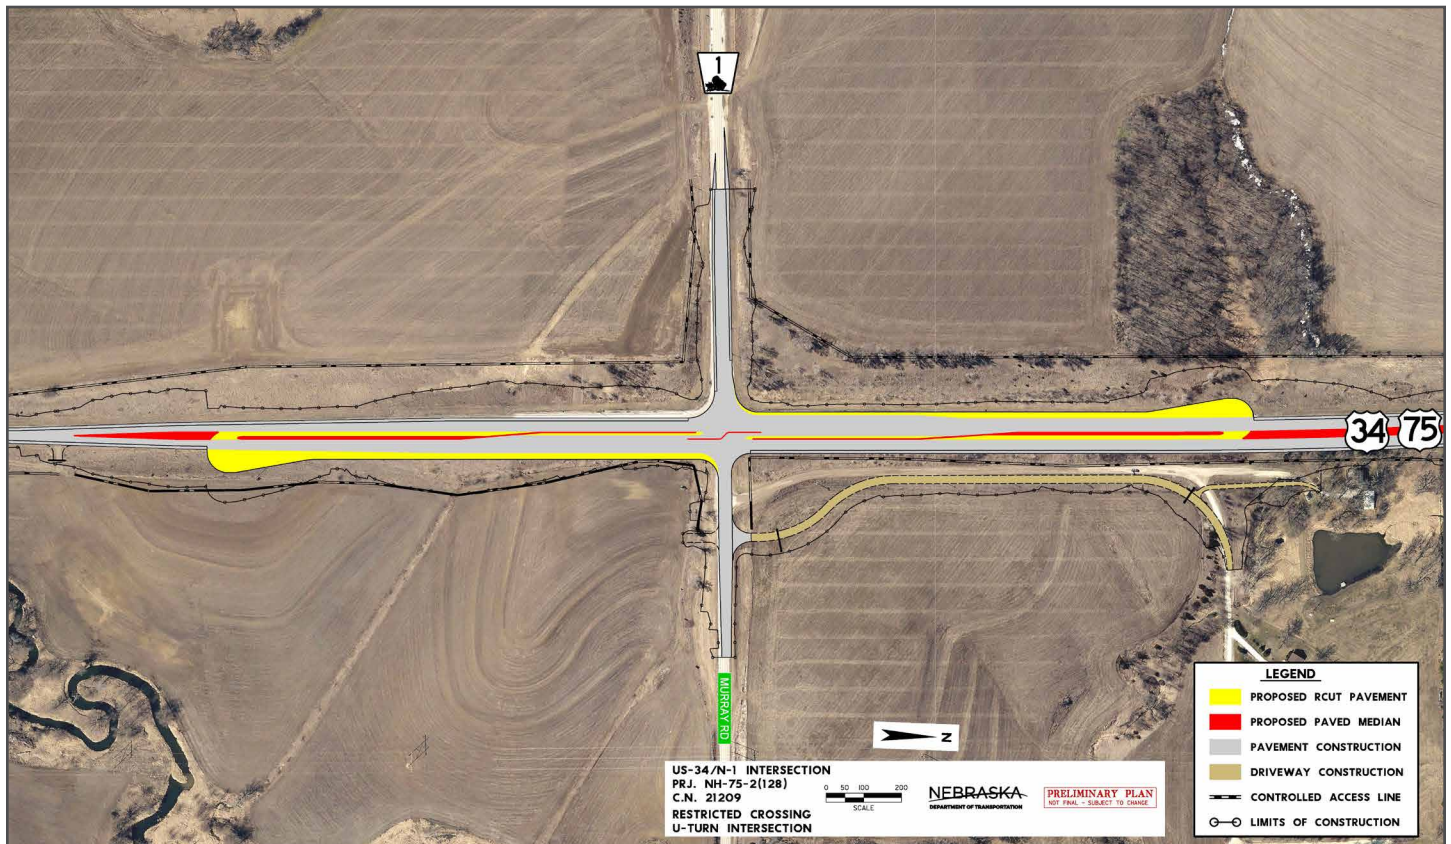 1
34 75
MURRAY RD
N
US-34/N-1 INTERSECTION
PRJ. NH-75-2(128)
C.N. 21209
RESTRICTED CROSSING
U-TURN INTERSECTION
0 50 100 200
SCALE
NEBRASKA
DEPARTMENT OF TRANSPORTATION
PRELIMINARY PLAN
NOT FINAL - SUBJECT TO CHANGE
LEGEND
PROPOSED RCUT PAVEMENT
PROPOSED PAVED MEDIAN
PAVEMENT CONSTRUCTION
DRIVEWAY CONSTRUCTION
CONTROLLED ACCESS LINE
LIMITS OF CONSTRUCTION